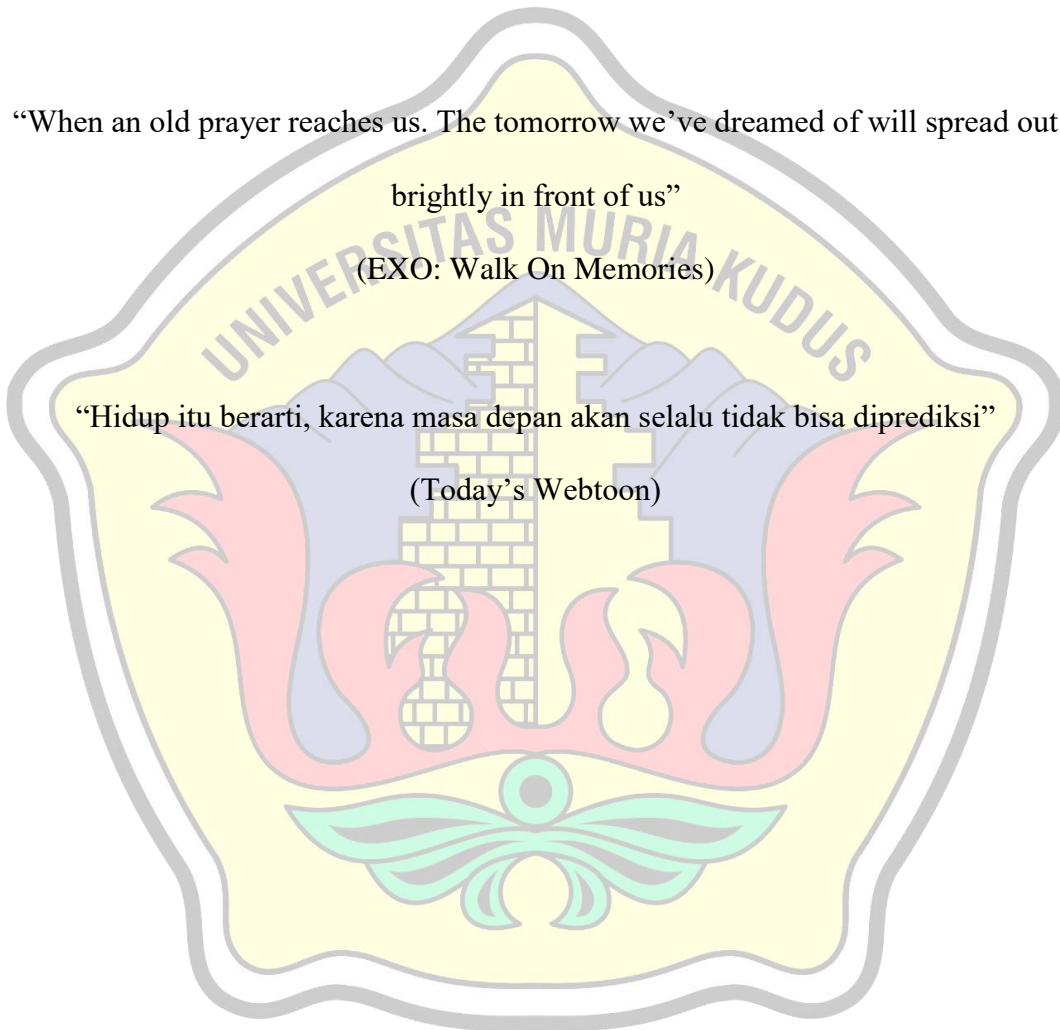 “When an old prayer reaches us. The tomorrow we’ve dreamed of will spread out
brightly in front of us”
UNIVERSITAS MURIA KUDUS
(EXO: Walk On Memories)
“Hidup itu berarti, karena masa depan akan selalu tidak bisa diprediksi”
(Today’s Webtoon)